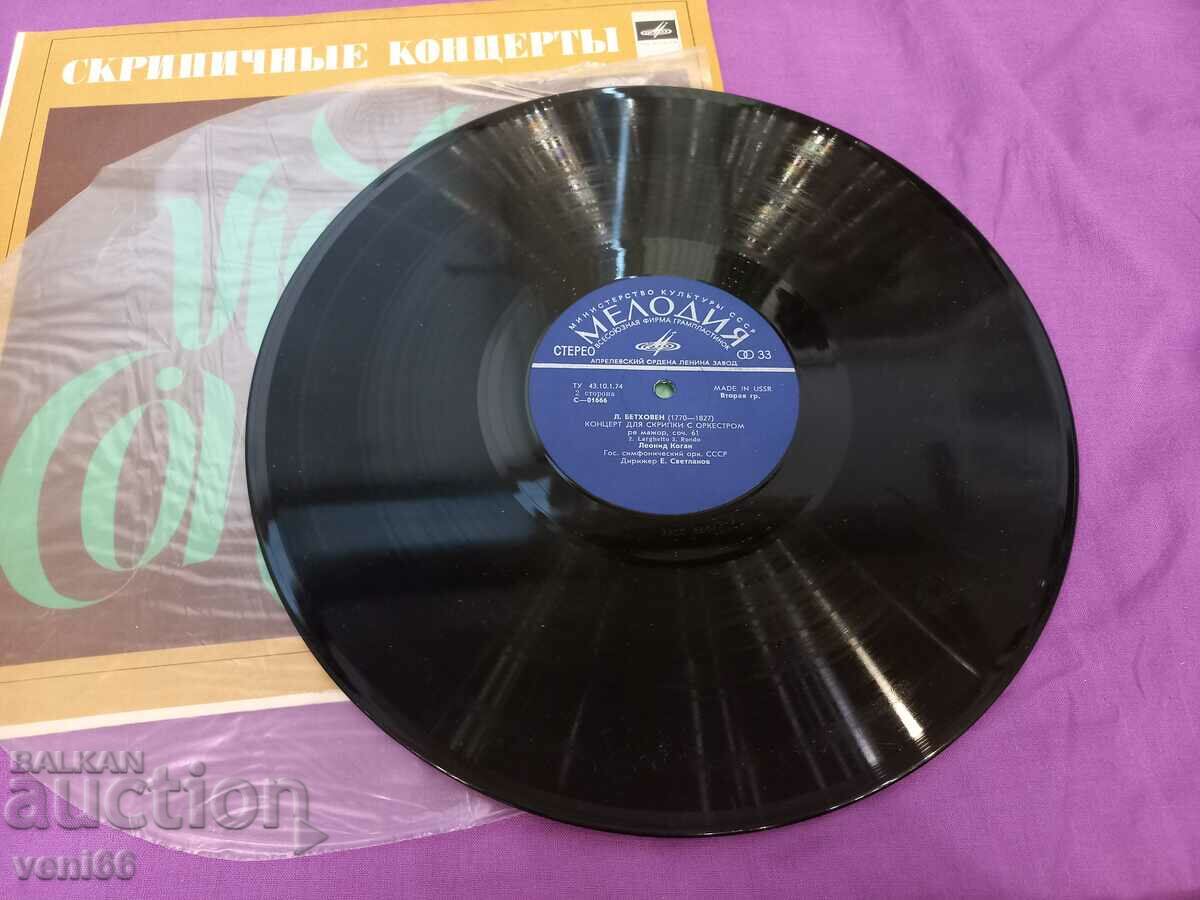 СКРИПИЧНЫЕ КОНЦЕРТЫ
МИНИСТЕРСТВО КУЛЬТУРЫ СССР
МЕЛОДИЯ
ВСЕСОЮЗНАЯ ФИРМА ГРАМПЛАСТИНОК
СТЕРЕО
33
АПРЕЛЕВСКИЙ ОРДЕНА ЛЕНИНА ЗАВОД
ТУ 43.10.1.74
MADE IN USSR
2 сторона
Вторая гр.
С—01666
Л. БЕТХОВЕН (1770—1827)
КОНЦЕРТ ДЛЯ СКРИПКИ С ОРКЕСТРОМ
ре мажор, соч. 61
2. Larghetto 3. Rondo
Леонид Коган
Гос. симфонический орк. СССР
Дирижер Е. Светланов
BALKAN
auction
veni66